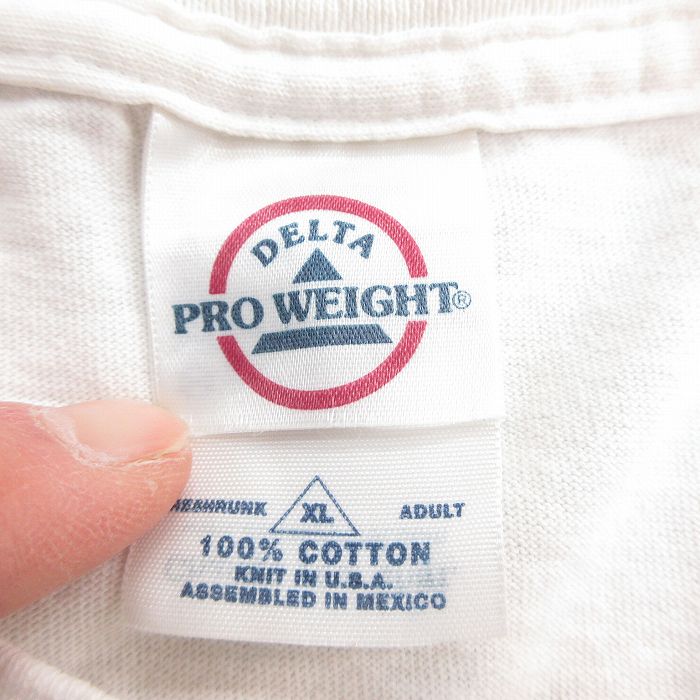 DELTA
PRO WEIGHT®
XL
ADULT
100% COTTON
KNIT IN U.S.A.
ASSEMBLED IN MEXICO